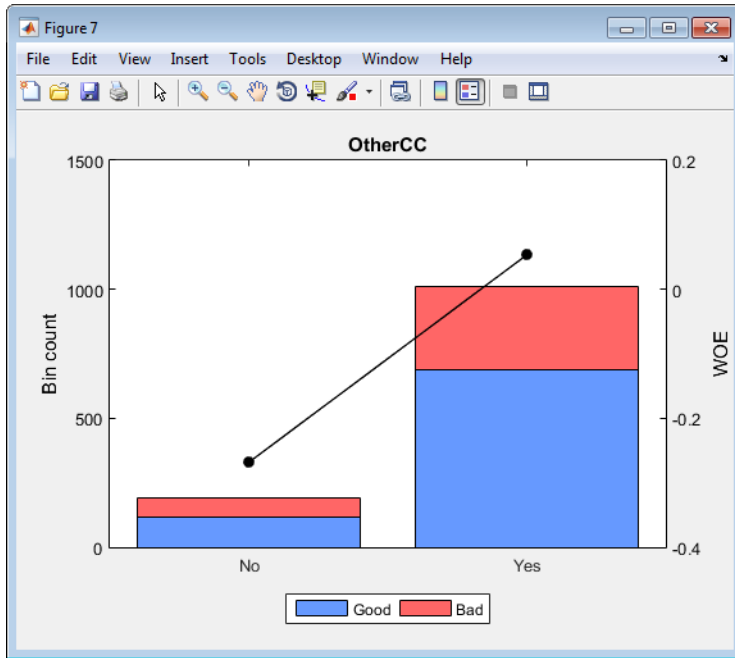 Figure 7
File Edit View Insert Tools Desktop Window Help
OtherCC
1500
1000
500
0
Bin count
0.2
0
-0.2
-0.4
WOE
No Yes
Good Bad